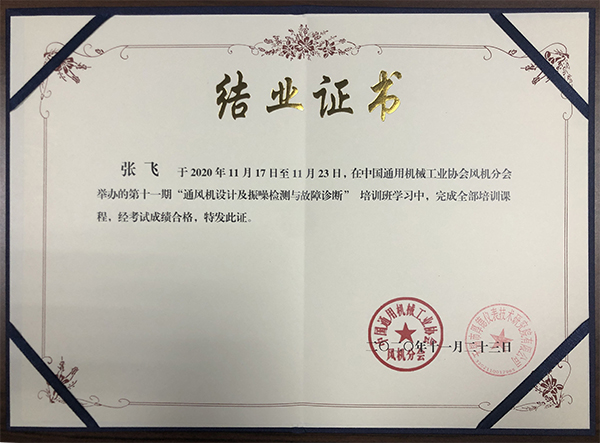 结业证书
张飞 于2020年11月17日至11月23日，在中国通用机械工业协会风机分会
举办的第十一期“通风机设计及振噪检测与故障诊断” 培训班学习中，完成全部培训课
程，经考试成绩合格，特发此证。
中国通用机械工业协会
风机分会
二〇二〇年十一月二十三日